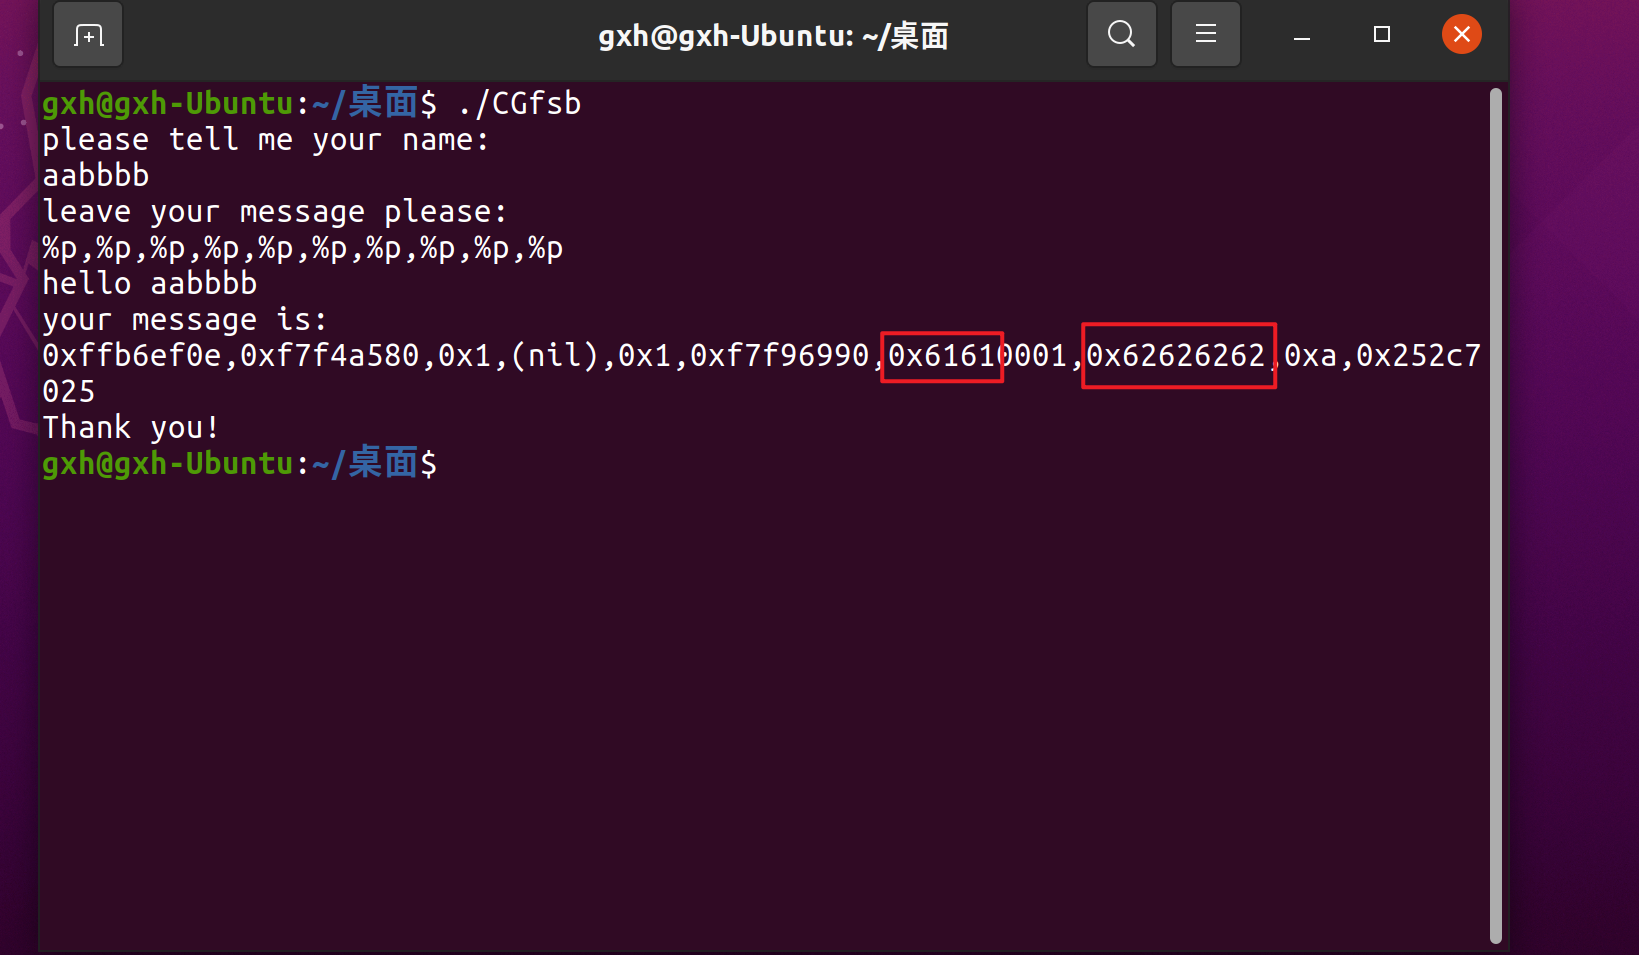 gxh@gxh-Ubuntu: ~/桌面
gxh@gxh-Ubuntu:~/桌面$ ./CGfsb
please tell me your name:
aabbbb
leave your message please:
%p,%p,%p,%p,%p,%p,%p,%p,%p,%p
hello aabbbb
your message is:
0xffb6ef0e,0xf7f4a580,0x1,(nil),0x1,0xf7f96990,0x61610001,0x62626262,0xa,0x252c7
025
Thank you!
gxh@gxh-Ubuntu:~/桌面$